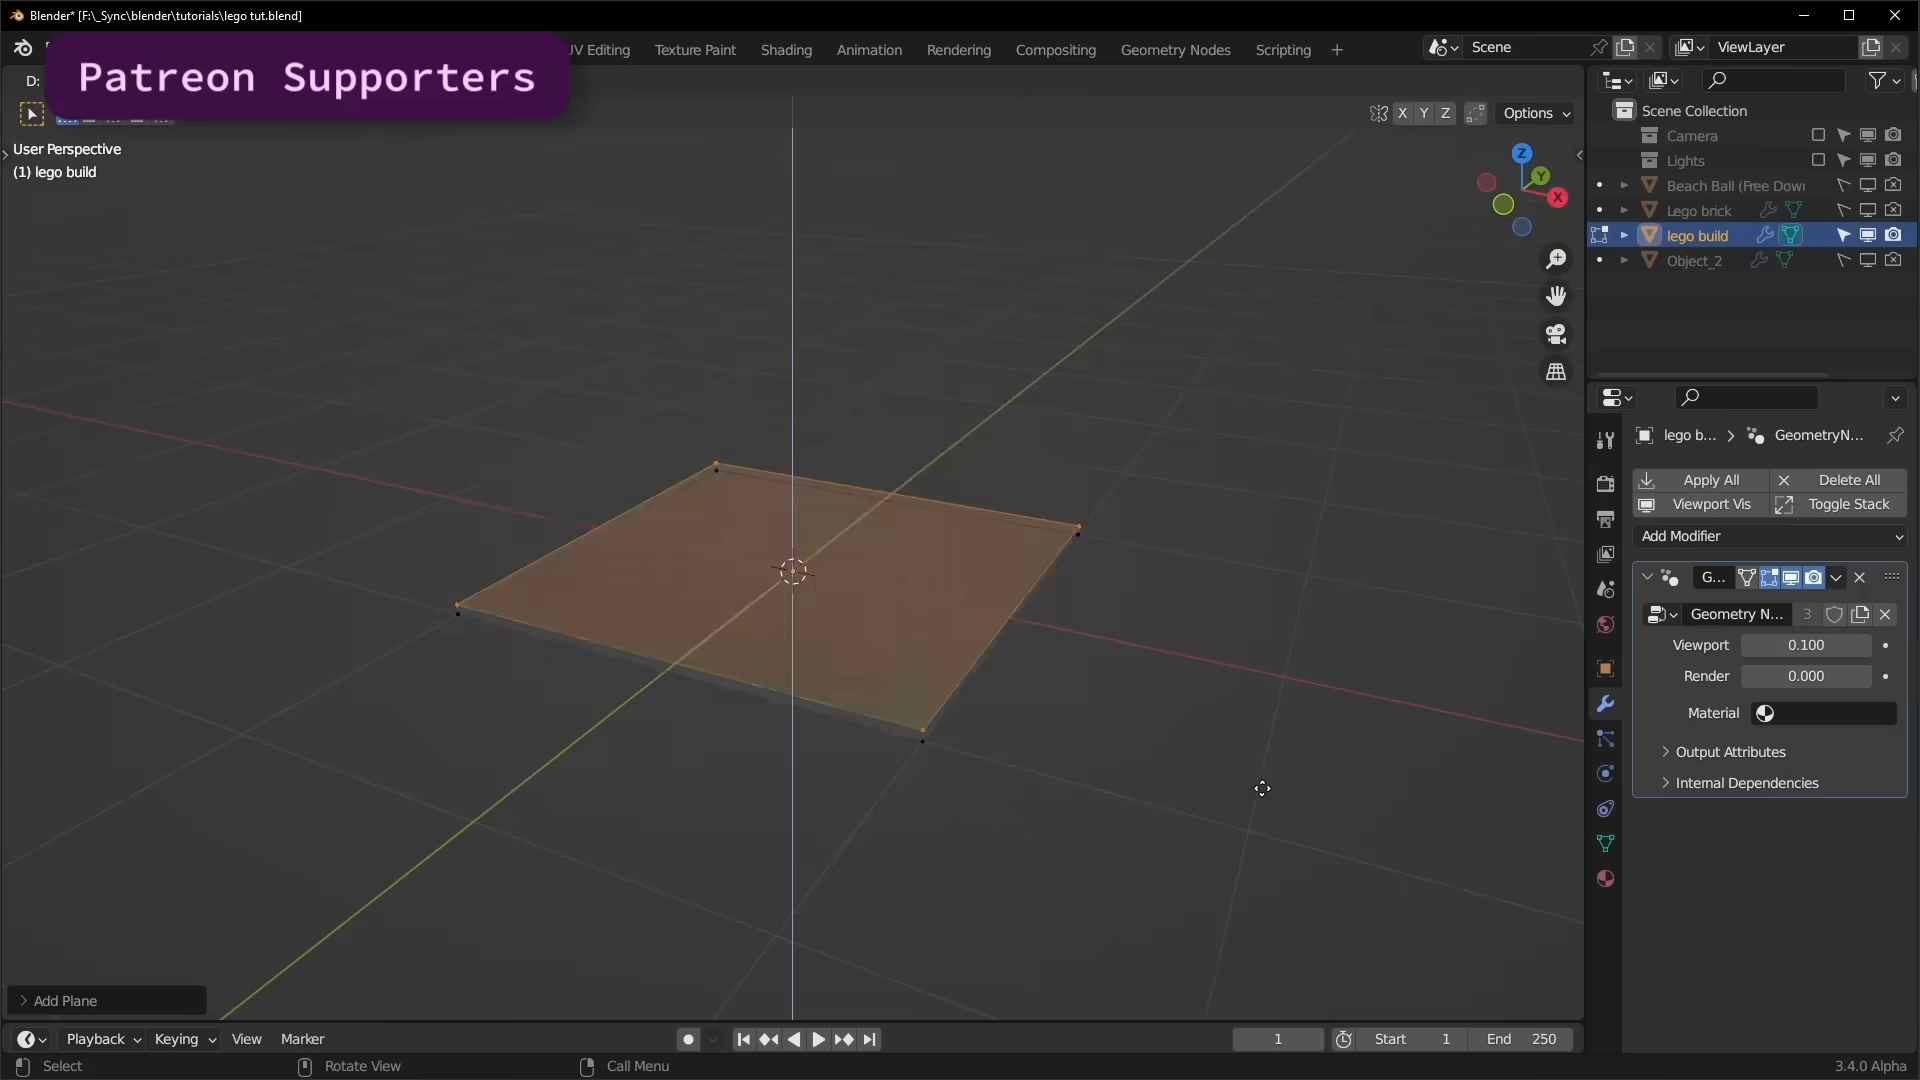 Blender* [F:\_Sync\blender\tutorials\lego tut.blend]
UV Editing Texture Paint Shading Animation Rendering Compositing Geometry Nodes Scripting
Scene
ViewLayer
Patreon Supporters
D:
X Y Z Options
User Perspective
(1) lego build
Z
Y
X
Scene Collection
Camera
Lights
Beach Ball (Free Down
Lego brick
lego build
Object_2
lego b... GeometryN...
Apply All Delete All
Viewport Vis Toggle Stack
Add Modifier
G...
Geometry N... 3
Viewport 0.100
Render 0.000
Material
Output Attributes
Internal Dependencies
Add Plane
Playback Keying View Marker
1 Start 1 End 250
Select Rotate View Call Menu 3.4.0 Alpha